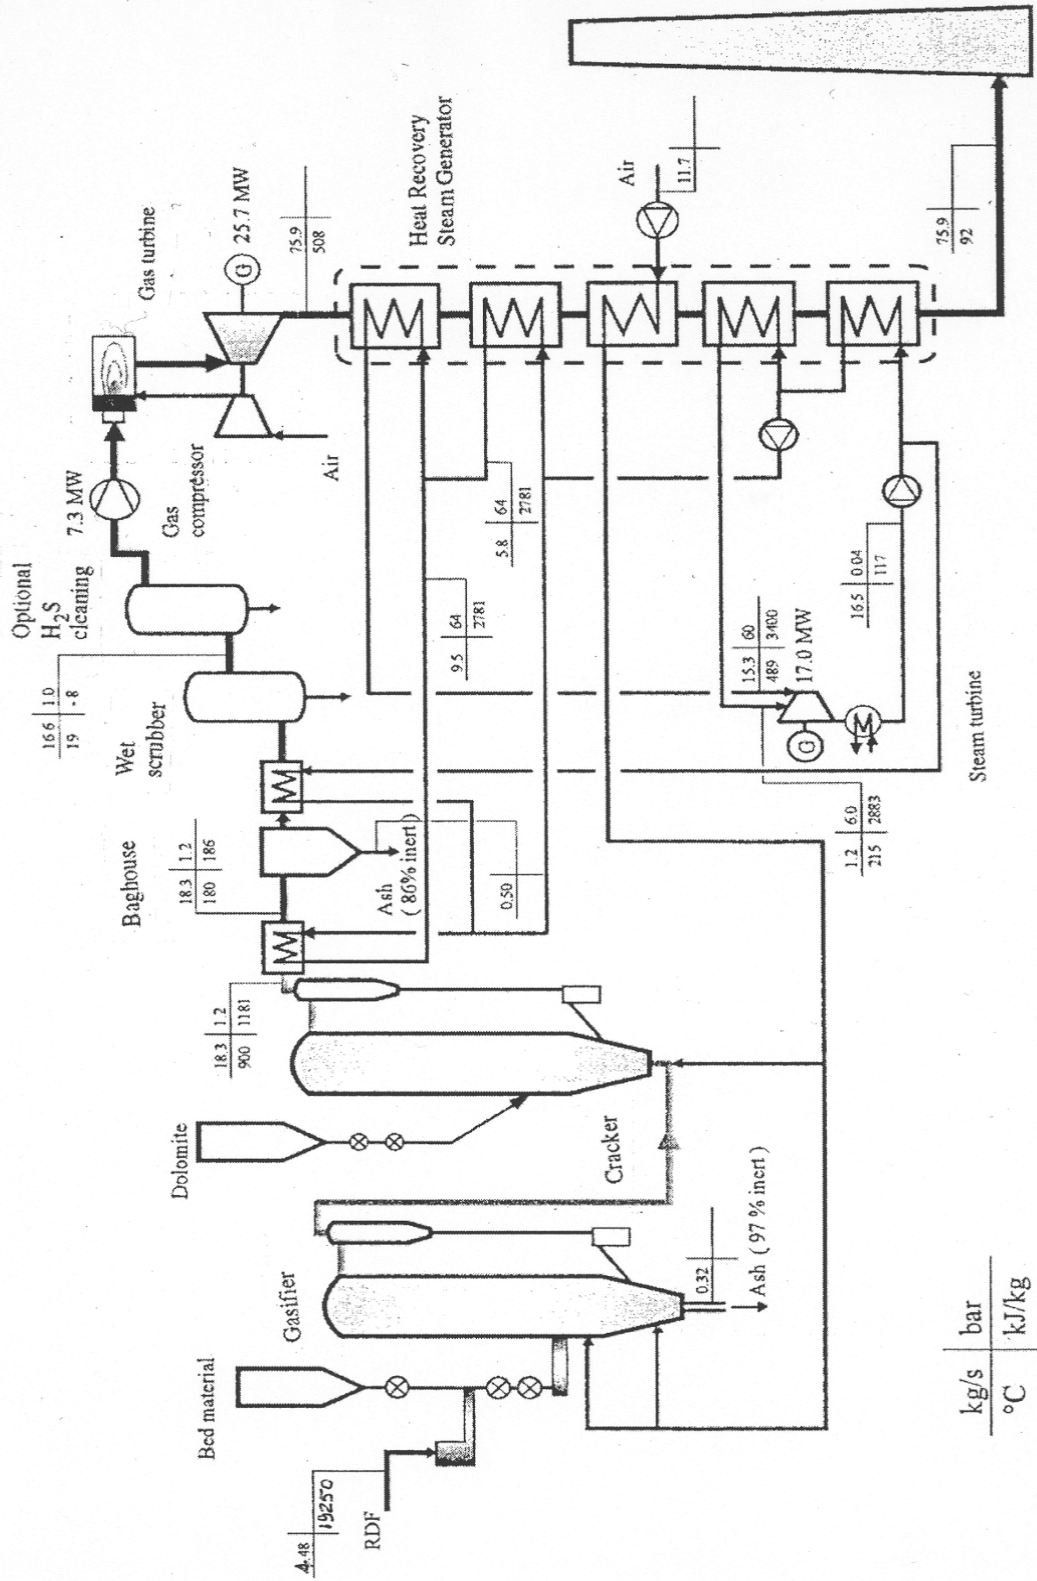 Optional
H2S
cleaning
7.3 MW
Gas turbine
G
25.7 MW
75.9
508
Heat Recovery
Steam Generator
Gas
compressor
Air
16.6 1.0
19 -8
Wet
scrubber
Baghouse
18.3 1.2
180 186
Ash
( 86% inert )
0.50
9.5 64
2781
5.8 64
2781
Air
11.7
75.9
92
15.3 60
489 3400
17.0 MW
G
16.5 0.04
117
Steam turbine
1.2 6.0
215 2883
18.3 1.2
900 1181
Dolomite
Cracker
Gasifier
0.32
Ash ( 97 % inert )
Bed material
4.48
19250
RDF
kg/s bar
°C kJ/kg